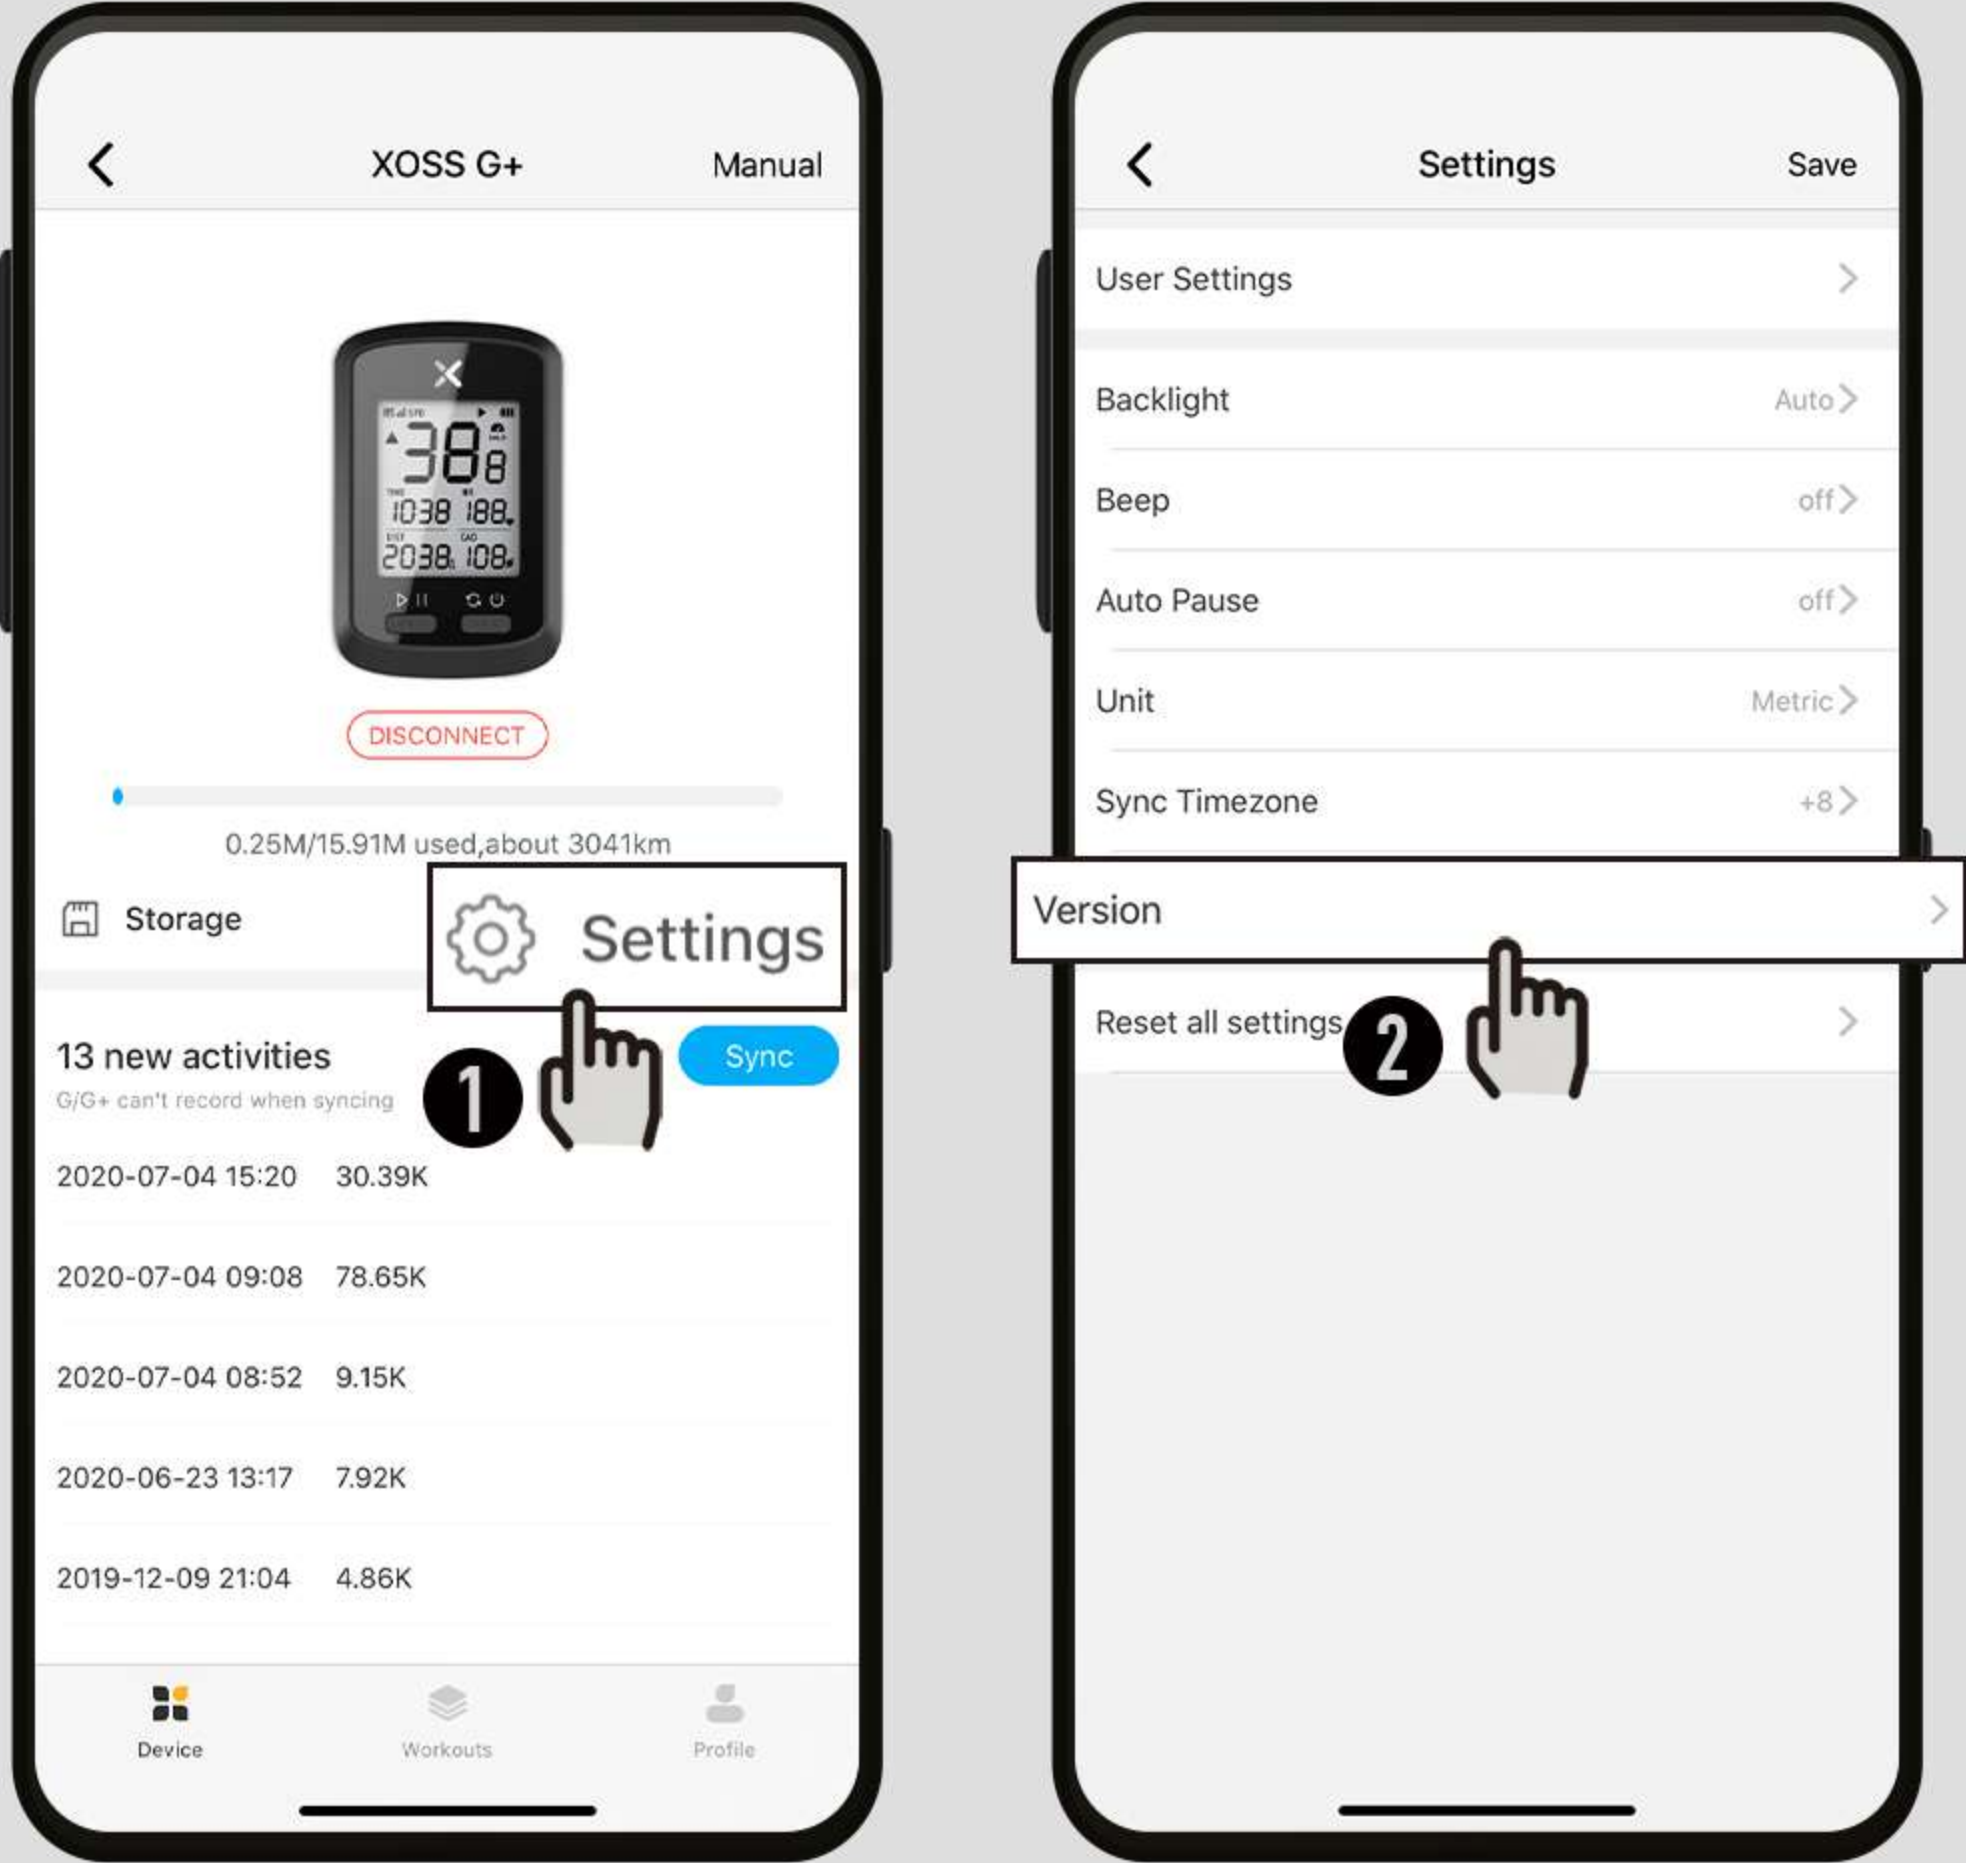 XOSS G+
Manual
388
1038 188
2038 108
DISCONNECT
0.25M/15.91M used,about 3041km
Storage
Settings
13 new activities
Sync
G/G+ can't record when syncing
1
2020-07-04 15:20 30.39K
2020-07-04 09:08 78.65K
2020-07-04 08:52 9.15K
2020-06-23 13:17 7.92K
2019-12-09 21:04 4.86K
Device
Workouts
Profile
Settings
Save
User Settings
Backlight Auto
Beep off
Auto Pause off
Unit Metric
Sync Timezone +8
Version
Reset all settings
2